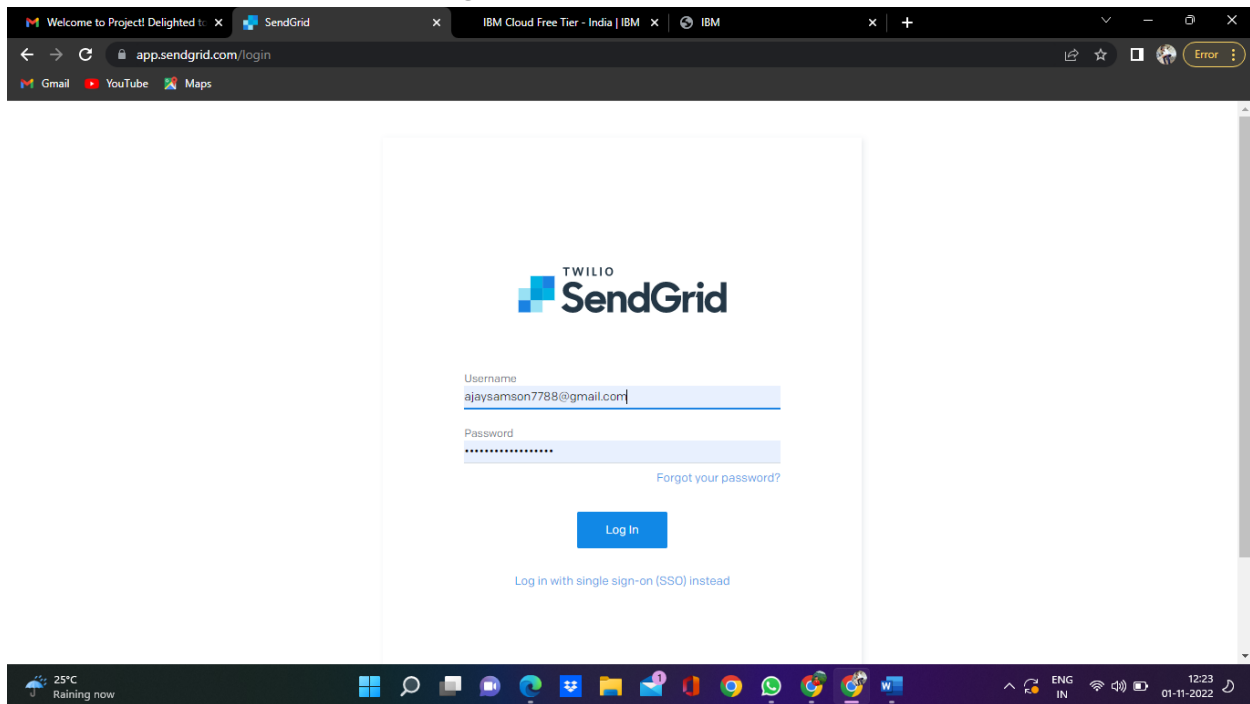 Welcome to Project! Delighted to
SendGrid
IBM Cloud Free Tier - India | IBM
IBM
app.sendgrid.com/login
Error
Gmail
YouTube
Maps
TWILIO
SendGrid
Username
ajaysamson7788@gmail.com
Password
Forgot your password?
Log In
Log in with single sign-on (SSO) instead
25°C
Raining now
ENG
IN
12:23
01-11-2022